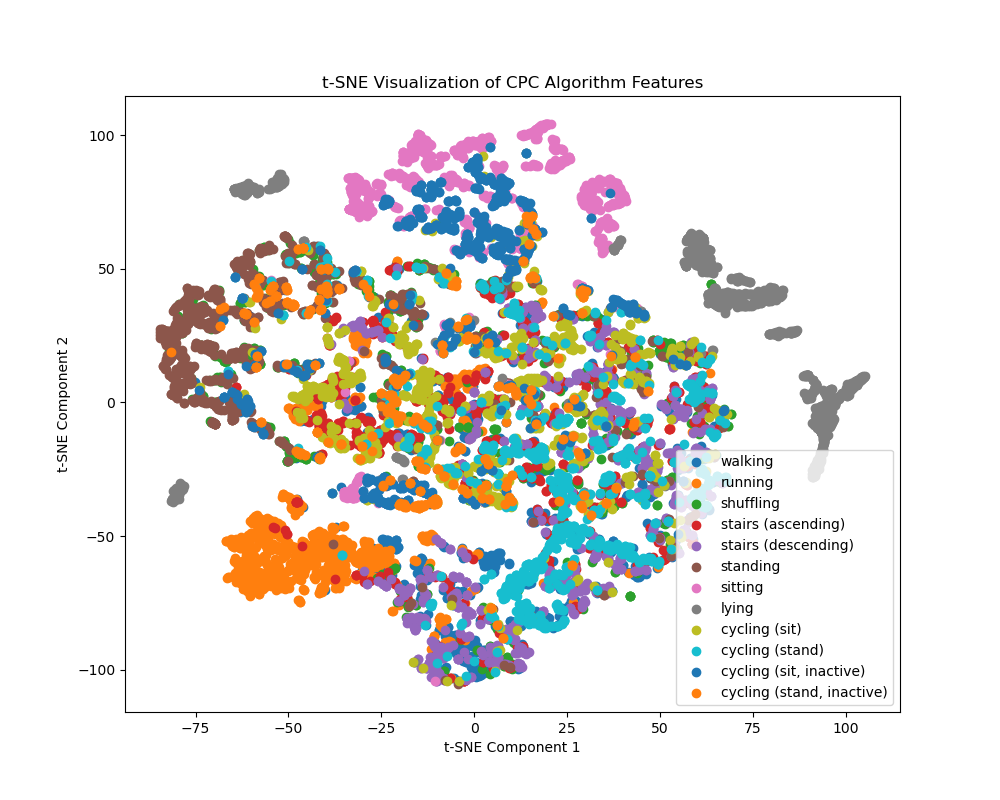 t-SNE Visualization of CPC Algorithm Features
t-SNE Component 2
100
50
0
−50
−100
walking
running
shuffling
stairs (ascending)
stairs (descending)
standing
sitting
lying
cycling (sit)
cycling (stand)
cycling (sit, inactive)
cycling (stand, inactive)
−75
−50
−25
0
25
50
75
100
t-SNE Component 1